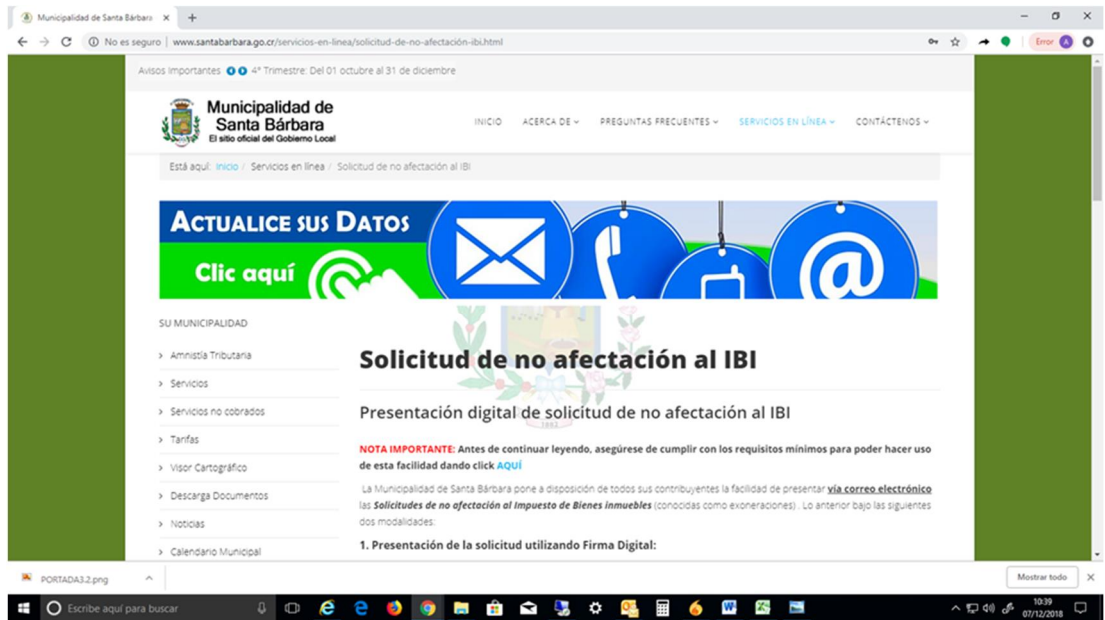 Municipalidad de Santa Bárbara
No es seguro | www.santabarbara.go.cr/servicios-en-linea/solicitud-de-no-afectación-ibi.html
Error A
Avisos Importantes 4° Trimestre: Del 01 octubre al 31 de diciembre
Municipalidad de
Santa Bárbara
El sitio oficial del Gobierno Local
INICIO ACERCA DE PREGUNTAS FRECUENTES SERVICIOS EN LÍNEA CONTÁCTENOS
Está aquí: Inicio / Servicios en línea / Solicitud de no afectación al IBI
ACTUALICE SUS DATOS
Clic aquí
@
SU MUNICIPALIDAD
Amnistía Tributaria
Servicios
Servicios no cobrados
Tarifas
Visor Cartográfico
Descarga Documentos
Noticias
Calendario Municipal
Solicitud de no afectación al IBI
Presentación digital de solicitud de no afectación al IBI
1882
NOTA IMPORTANTE: Antes de continuar leyendo, asegúrese de cumplir con los requisitos mínimos para poder hacer uso
de esta facilidad dando click AQUÍ
La Municipalidad de Santa Bárbara pone a disposición de todos sus contribuyentes la facilidad de presentar vía correo electrónico
las Solicitudes de no afectación al Impuesto de Bienes inmuebles (conocidas como exoneraciones) . Lo anterior bajo las siguientes
dos modalidades:
1. Presentación de la solicitud utilizando Firma Digital:
PORTADA3.2.png
Mostrar todo
Escribe aquí para buscar
10:39
07/12/2018